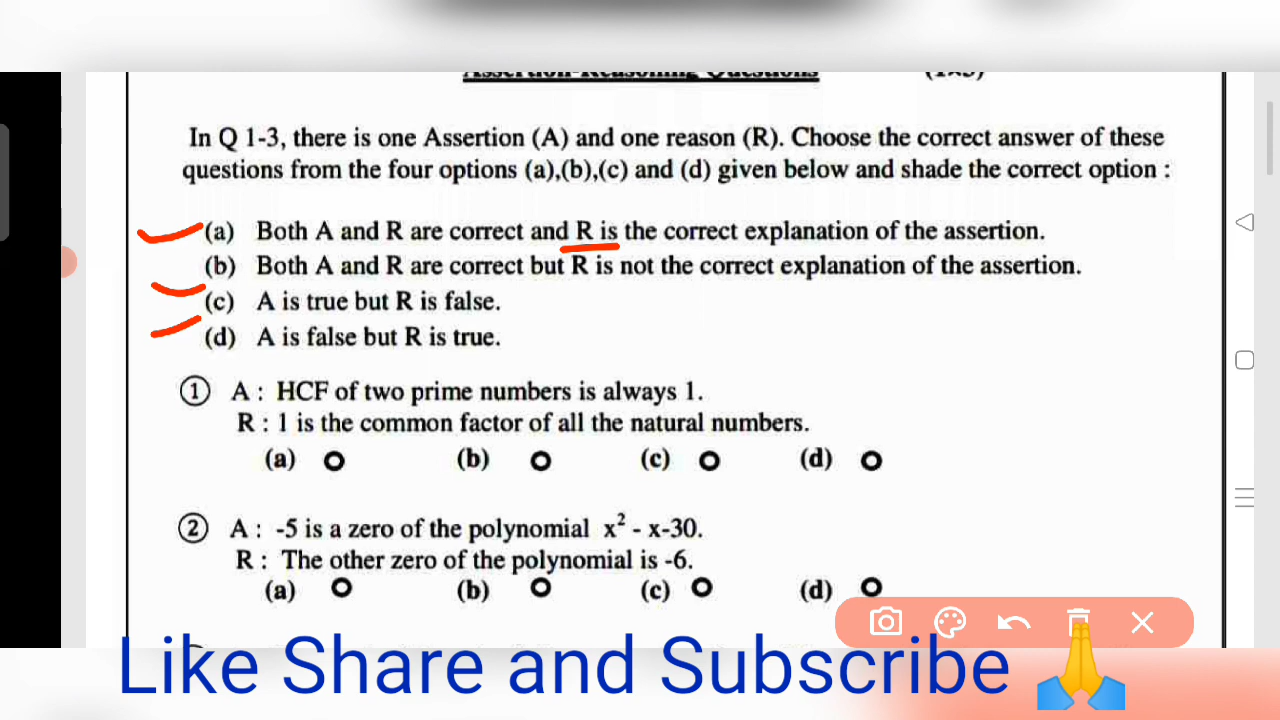 Assertion-Reasoning Questions
In Q 1-3, there is one Assertion (A) and one reason (R). Choose the correct answer of these
questions from the four options (a),(b),(c) and (d) given below and shade the correct option :
(a) Both A and R are correct and R is the correct explanation of the assertion.
(b) Both A and R are correct but R is not the correct explanation of the assertion.
(c) A is true but R is false.
(d) A is false but R is true.
① A : HCF of two prime numbers is always 1.
R : 1 is the common factor of all the natural numbers.
(a) (b) (c) (d)
② A : -5 is a zero of the polynomial x² - x-30.
R : The other zero of the polynomial is -6.
(a) (b) (c) (d)
Like Share and Subscribe 🙏